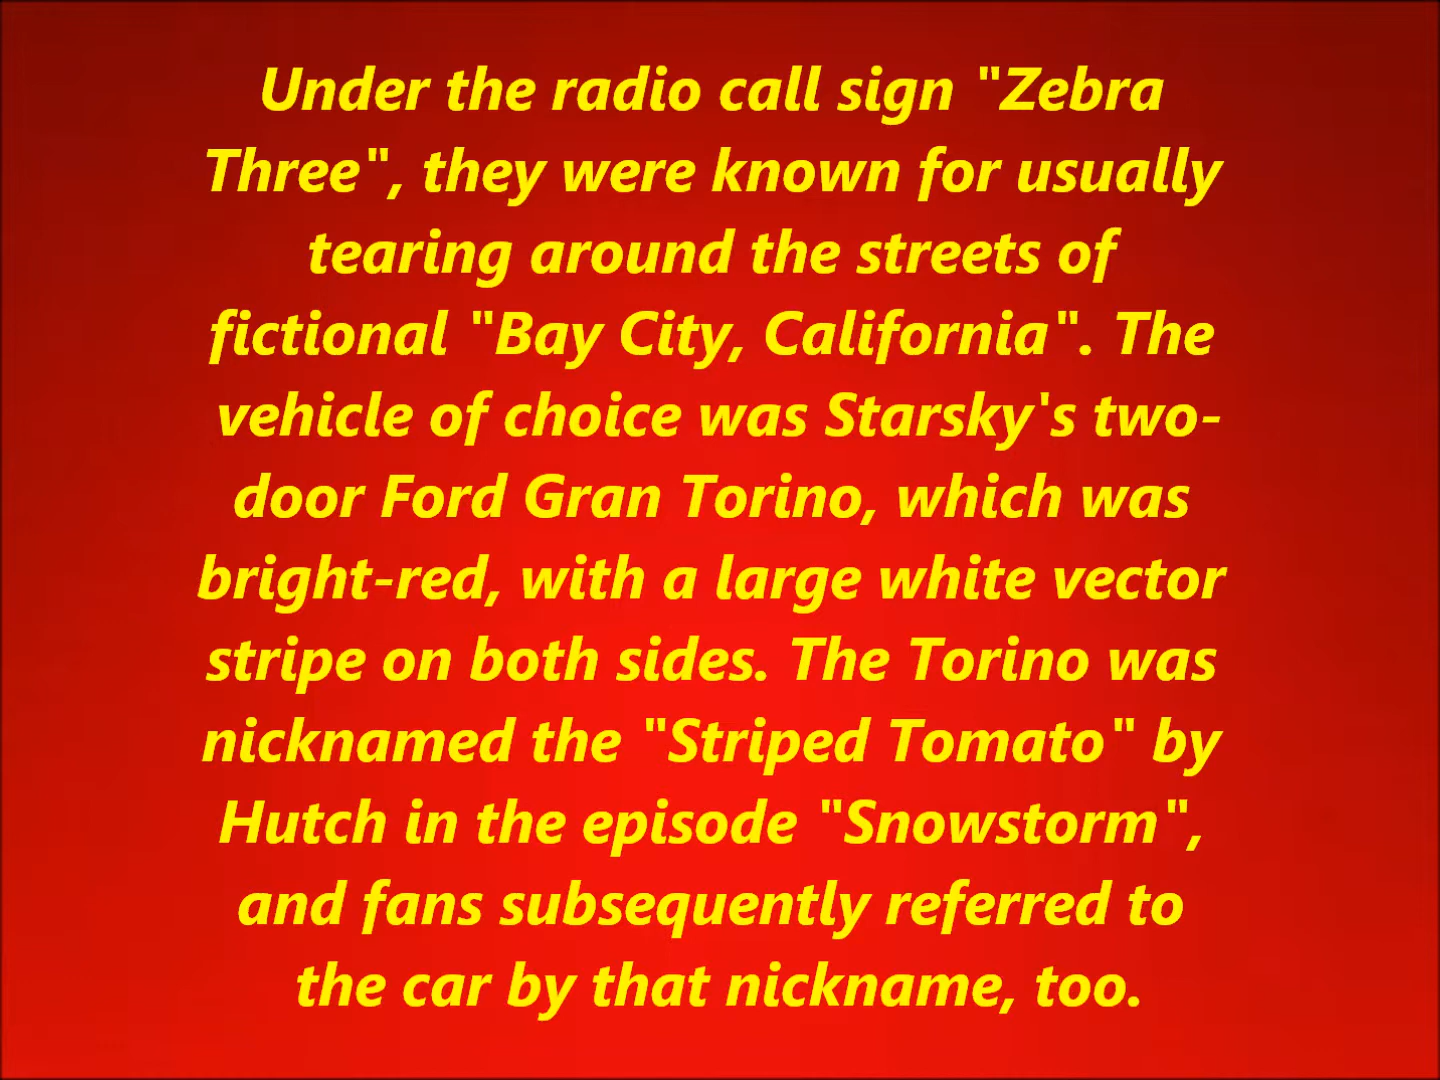 Under the radio call sign "Zebra
Three", they were known for usually
tearing around the streets of
fictional "Bay City, California". The
vehicle of choice was Starsky's two-
door Ford Gran Torino, which was
bright-red, with a large white vector
stripe on both sides. The Torino was
nicknamed the "Striped Tomato" by
Hutch in the episode "Snowstorm",
and fans subsequently referred to
the car by that nickname, too.